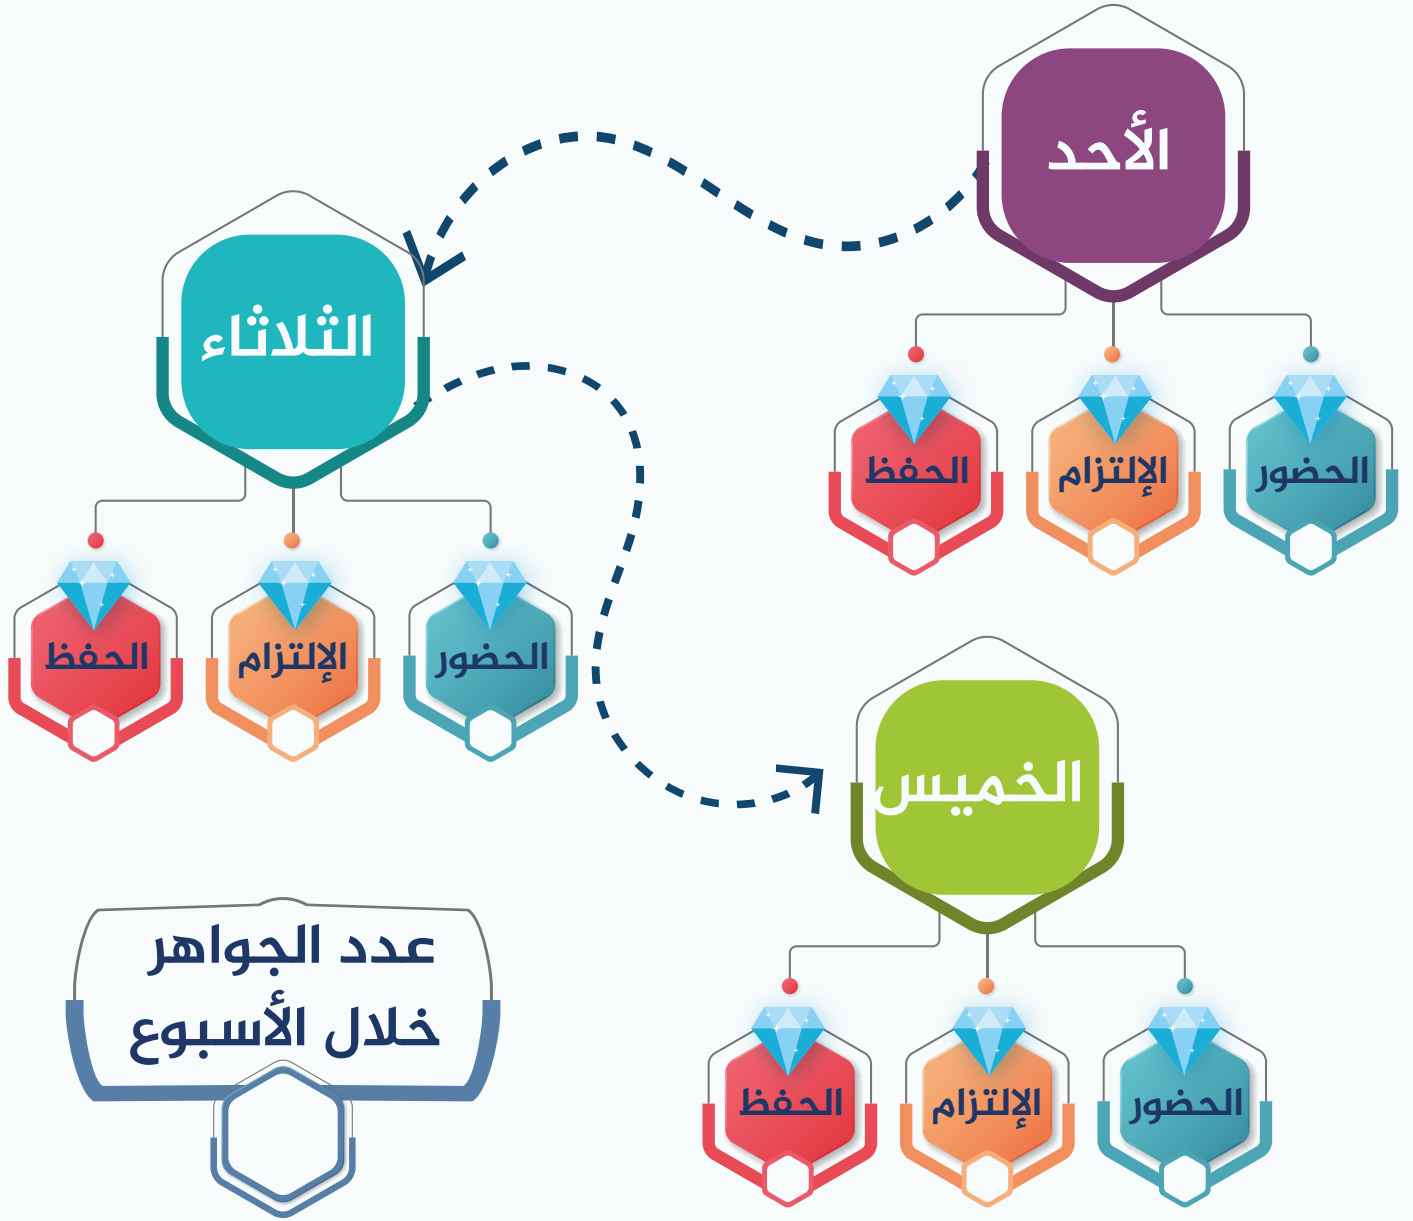 الأحد
الحضور
الإلتزام
الحفظ
الثلاثاء
الحضور
الإلتزام
الحفظ
الخميس
الحضور
الإلتزام
الحفظ
عدد الجواهر
خلال الأسبوع